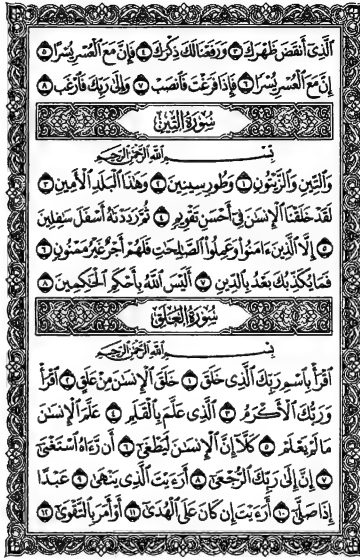 ٱلَّذِىٓ أَنقَضَ ظَهْرَكَ ٣ وَرَفَعْنَا لَكَ ذِكْرَكَ ٤ فَإِنَّ مَعَ ٱلْعُسْرِ يُسْرًا ٥
إِنَّ مَعَ ٱلْعُسْرِ يُسْرًا ٦ فَإِذَا فَرَغْتَ فَٱنصَبْ ٧ وَإِلَىٰ رَبِّكَ فَٱرْغَب ٨
سُورَةُ التِّينِ
بِسْمِ ٱللَّهِ ٱلرَّحْمَٰنِ ٱلرَّحِيمِ
وَٱلتِّينِ وَٱلزَّيْتُونِ ١ وَطُورِ سِينِينَ ٢ وَهَٰذَا ٱلْبَلَدِ ٱلْأَمِينِ ٣
لَقَدْ خَلَقْنَا ٱلْإِنسَٰنَ فِىٓ أَحْسَنِ تَقْوِيمٍ ٤ ثُمَّ رَدَدْنَٰهُ أَسْفَلَ سَٰفِلِينَ
٥ إِلَّا ٱلَّذِينَ ءَامَنُوا۟ وَعَمِلُوا۟ ٱلصَّٰلِحَٰتِ فَلَهُمْ أَجْرٌ غَيْرُ مَمْنُونٍ ٦
فَمَا يُكَذِّبُكَ بَعْدُ بِٱلدِّينِ ٧ أَلَيْسَ ٱللَّهُ بِأَحْكَمِ ٱلْحَٰكِمِينَ ٨
سُورَةُ العَلَقِ
بِسْمِ ٱللَّهِ ٱلرَّحْمَٰنِ ٱلرَّحِيمِ
ٱقْرَأْ بِٱسْمِ رَبِّكَ ٱلَّذِى خَلَقَ ١ خَلَقَ ٱلْإِنسَٰنَ مِنْ عَلَقٍ ٢ ٱقْرَأْ
وَرَبُّكَ ٱلْأَكْرَمُ ٣ ٱلَّذِى عَلَّمَ بِٱلْقَلَمِ ٤ عَلَّمَ ٱلْإِنسَٰنَ
مَا لَمْ يَعْلَمْ ٥ كَلَّآ إِنَّ ٱلْإِنسَٰنَ لَيَطْغَىٰٓ ٦ أَن رَّءَاهُ ٱسْتَغْنَىٰٓ
٧ إِنَّ إِلَىٰ رَبِّكَ ٱلرُّجْعَىٰٓ ٨ أَرَءَيْتَ ٱلَّذِى يَنْهَىٰ ٩ عَبْدًا
إِذَا صَلَّىٰٓ ١٠ أَرَءَيْتَ إِن كَانَ عَلَى ٱلْهُدَىٰٓ ١١ أَوْ أَمَرَ بِٱلتَّقْوَىٰٓ ١٢